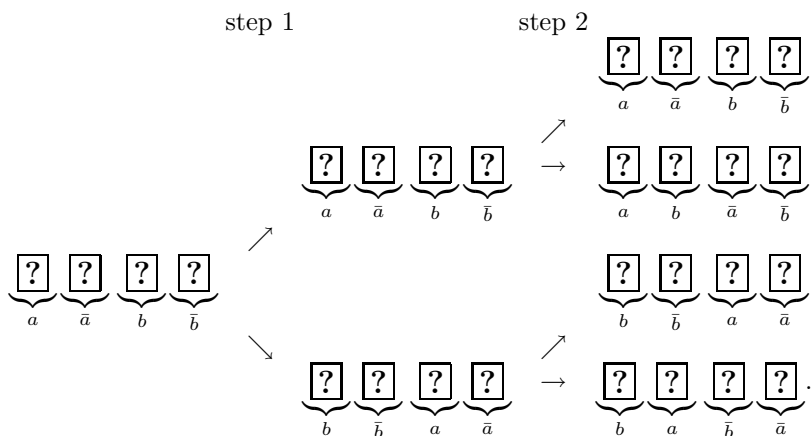 step 1 step 2
? ? ? ?
a ā b b̄
? ? ? ? ↗
a ā b b̄ → ? ? ? ?
a b ā b̄
↗
? ? ? ? ? ? ? ?
a ā b b̄ b b̄ a ā
↘ ↗
? ? ? ? → ? ? ? ? .
b b̄ a ā b a b̄ ā